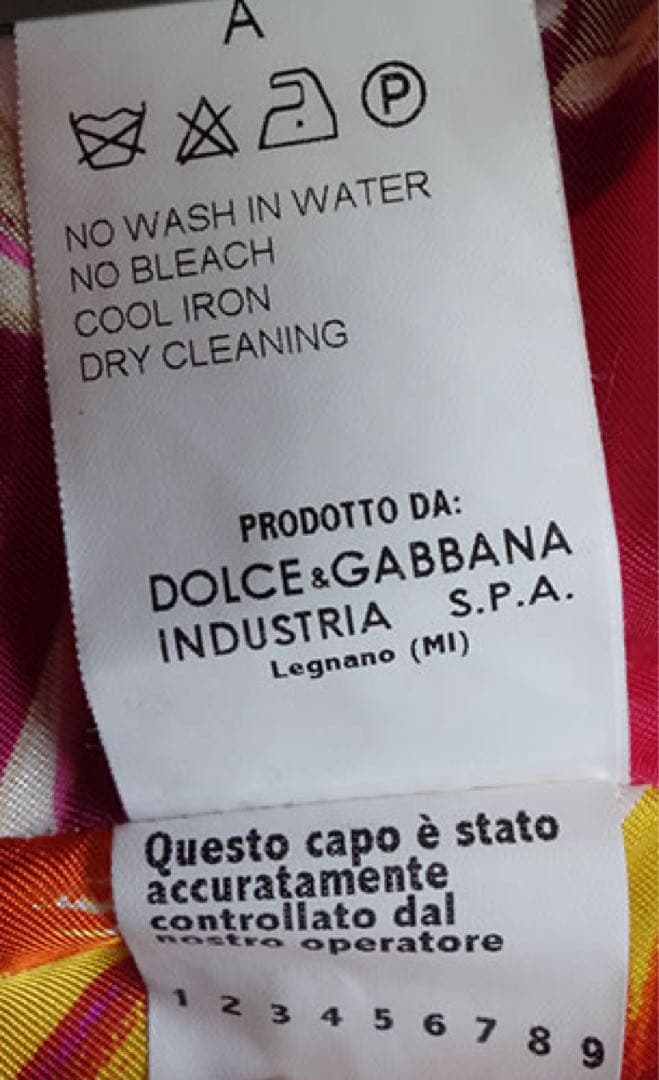 A
P
NO WASH IN WATER
NO BLEACH
COOL IRON
DRY CLEANING
PRODOTTO DA:
DOLCE&GABBANA
INDUSTRIA S.P.A.
Legnano (MI)
Questo capo è stato
accuratamente
controllato dal
nostro operatore
1 2 3 4 5 6 7 8 9